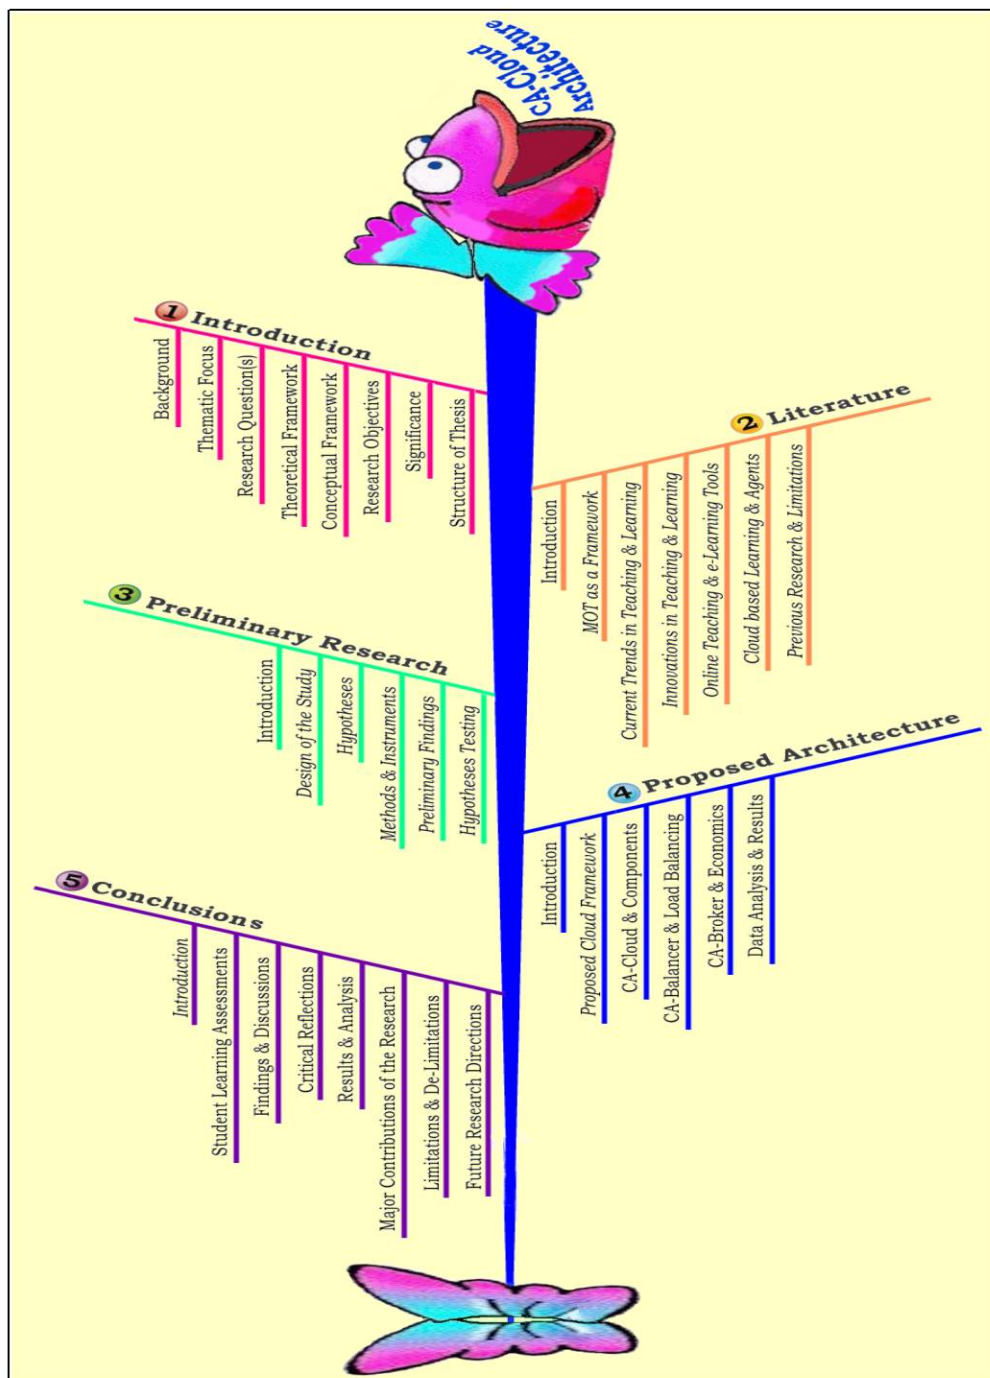 CA-Cloud
Architecture
1 Introduction
Background
Thematic Focus
Research Question(s)
Theoretical Framework
Conceptual Framework
Research Objectives
Significance
Structure of Thesis
2 Literature
Introduction
MOT as a Framework
Current Trends in Teaching & Learning
Innovations in Teaching & Learning
Online Teaching & e-Learning Tools
Cloud based Learning & Agents
Previous Research & Limitations
3 Preliminary Research
Introduction
Design of the Study
Hypotheses
Methods & Instruments
Preliminary Findings
Hypotheses Testing
4 Proposed Architecture
Introduction
Proposed Cloud Framework
CA-Cloud & Components
CA-Balancer & Load Balancing
CA-Broker & Economics
Data Analysis & Results
5 Conclusions
Introduction
Student Learning Assessments
Findings & Discussions
Critical Reflections
Results & Analysis
Major Contributions of the Research
Limitations & De-Limitations
Future Research Directions